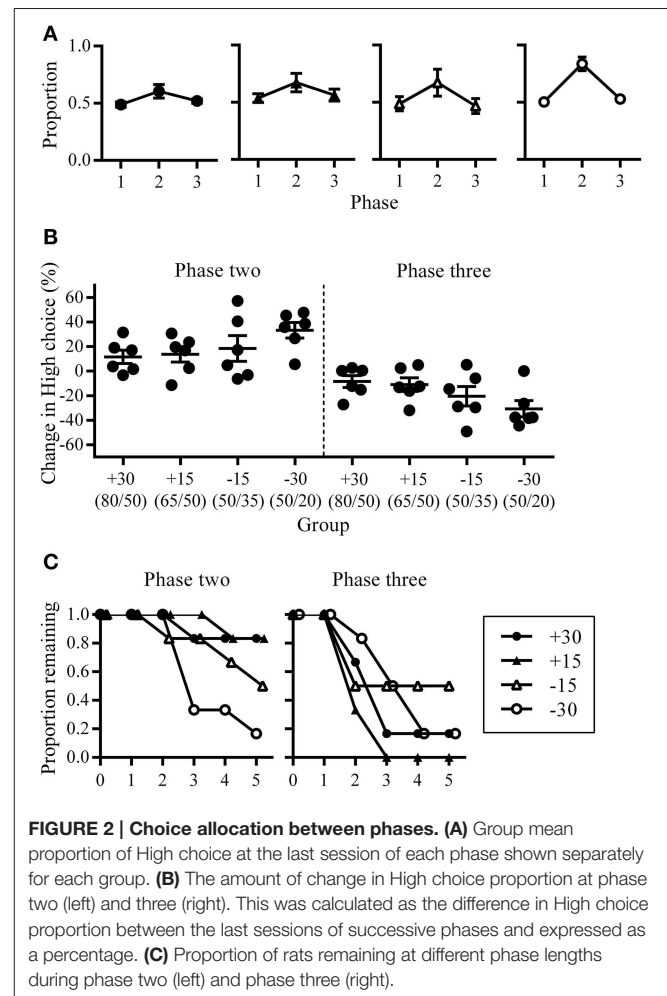 A
Proportion
1.0
0.5
0.0
1 2 3
1 2 3
1 2 3
1 2 3
Phase
B
Change in High choice (%)
Phase two
Phase three
60
40
20
0
-20
-40
-60
+30 +15 -15 -30 +30 +15 -15 -30
(80/50) (65/50) (50/35) (50/20) (80/50) (65/50) (50/35) (50/20)
Group
C
Phase two
Phase three
Proportion remaining
1.0
0.8
0.6
0.4
0.2
0.0
0 1 2 3 4 5
0 1 2 3 4 5
+30
+15
-15
-30
FIGURE 2 | Choice allocation between phases. (A) Group mean
proportion of High choice at the last session of each phase shown separately
for each group. (B) The amount of change in High choice proportion at phase
two (left) and three (right). This was calculated as the difference in High choice
proportion between the last sessions of successive phases and expressed as
a percentage. (C) Proportion of rats remaining at different phase lengths
during phase two (left) and phase three (right).